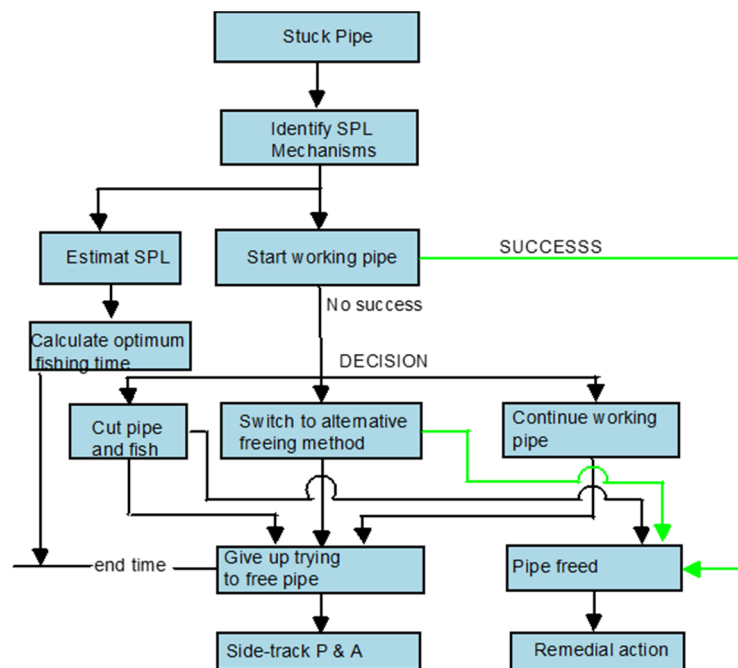 Stuck Pipe
Identify SPL
Mechanisms
Estimat SPL
Start working pipe
SUCCESSS
No success
Calculate optimum
fishing time
DECISION
Cut pipe
and fish
Switch to alternative
freeing method
Continue working
pipe
end time
Give up trying
to free pipe
Pipe freed
Side-track P & A
Remedial action